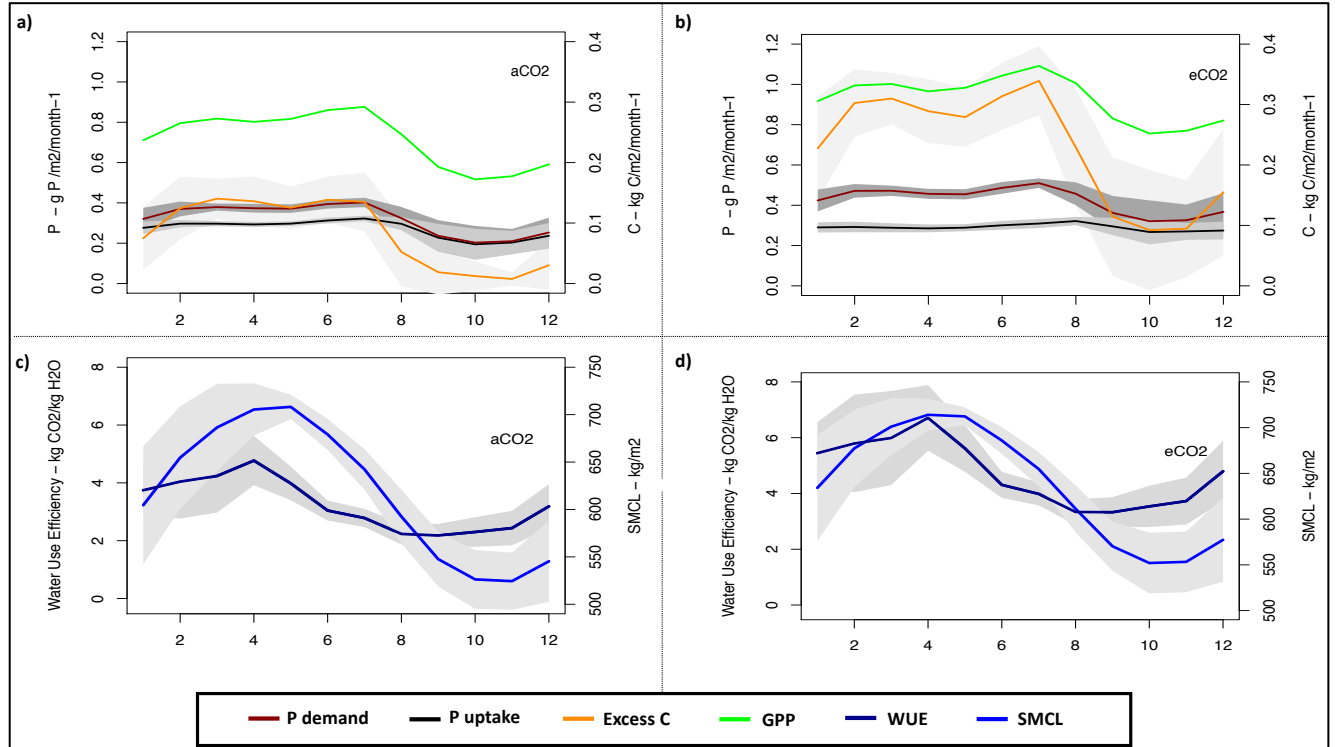 a)
P – g P /m2/month–1
0.0 0.2 0.4 0.6 0.8 1.0 1.2
aCO2
0.0 0.1 0.2 0.3 0.4
C – kg C/m2/month–1
2 4 6 8 10 12
b)
P – g P /m2/month–1
0.0 0.2 0.4 0.6 0.8 1.0 1.2
eCO2
0.0 0.1 0.2 0.3 0.4
C – kg C/m2/month–1
2 4 6 8 10 12
c)
Water Use Efficiency – kg CO2/kg H2O
0 2 4 6 8
aCO2
500 550 600 650 700 750
SMCL – kg/m2
2 4 6 8 10 12
d)
Water Use Efficiency – kg CO2/kg H2O
0 2 4 6 8
eCO2
500 550 600 650 700 750
SMCL – kg/m2
2 4 6 8 10 12
P demand P uptake Excess C GPP WUE SMCL